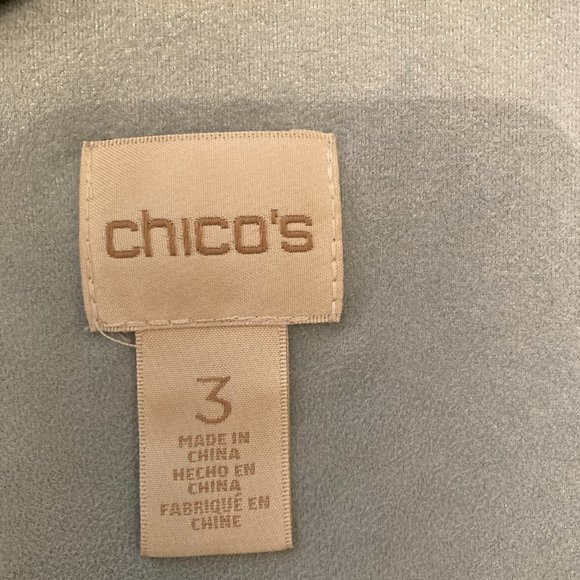 chico's
3
MADE IN
CHINA
HECHO EN
CHINA
FABRIQUÉ EN
CHINE